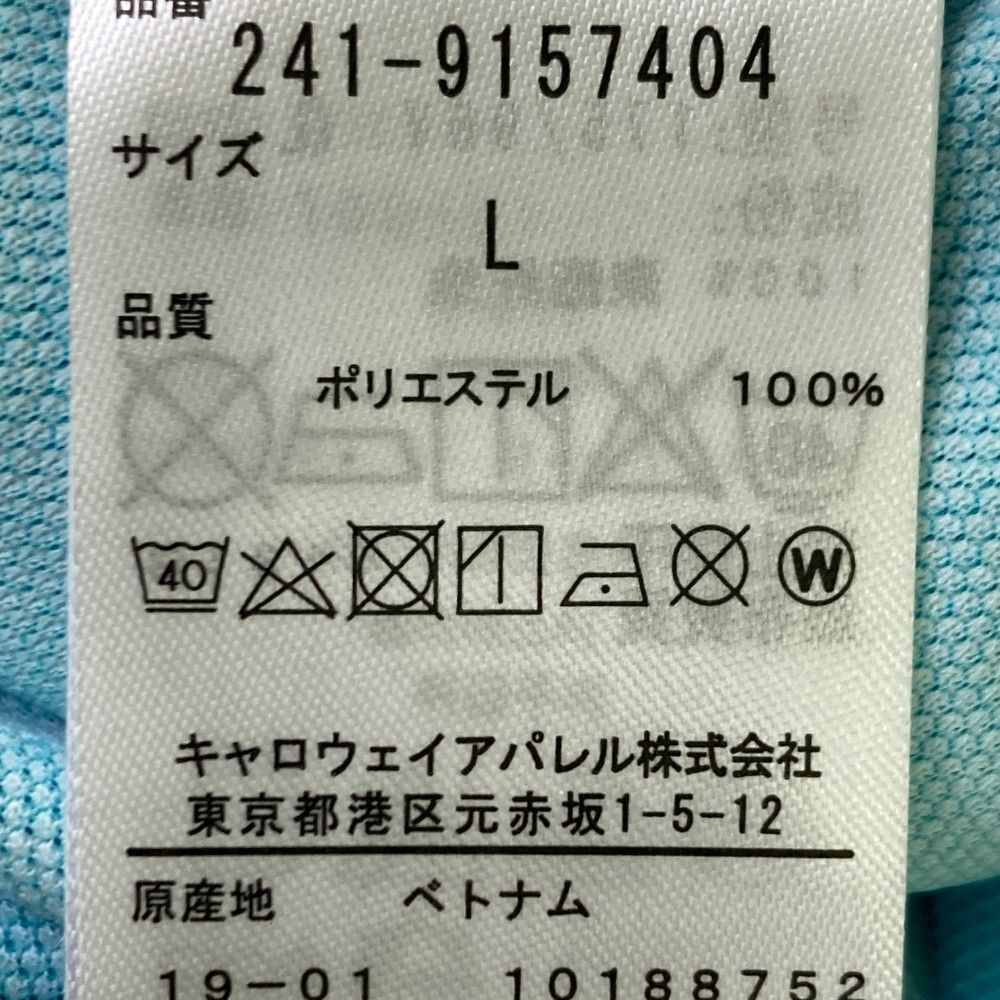 品番
241-9157404
サイズ
L
品質
ポリエステル 100%
40 W
キャロウェイアパレル株式会社
東京都港区元赤坂1-5-12
原産地 ベトナム
19-01 10188752